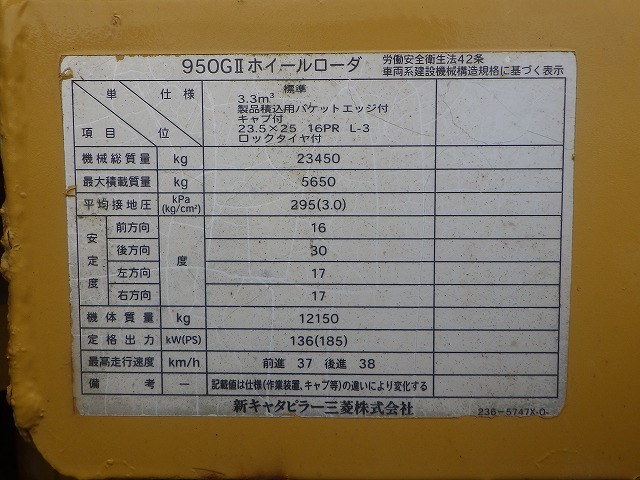 950GⅡホイールローダ
労働安全衛生法42条
車両系建設機械構造規格に基づく表示
単 仕様
項目 位
標準
3.3m³
製品積込用バケットエッジ付
キャブ付
23.5×25 16PR L-3
ロックタイヤ付
機械総質量 kg 23450
最大積載質量 kg 5650
平均接地圧 kPa (kg/cm²) 295(3.0)
安定度 度
前方向 16
後方向 30
左方向 17
右方向 17
機体質量 kg 12150
定格出力 kW(PS) 136(185)
最高走行速度 km/h 前進 37 後進 38
備考 — 記載値は仕様(作業装置、キャブ等)の違いにより変化する
新キャタピラー三菱株式会社
236-5747X-0-